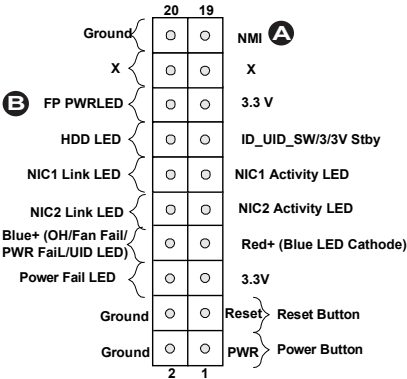 20 19
Ground NMI A
X X
B FP PWRLED 3.3 V
HDD LED ID_UID_SW/3/3V Stby
NIC1 Link LED NIC1 Activity LED
NIC2 Link LED NIC2 Activity LED
Blue+ (OH/Fan Fail/
PWR FaiL/UID LED) Red+ (Blue LED Cathode)
Power Fail LED 3.3V
Ground Reset Reset Button
Ground PWR Power Button
2 1